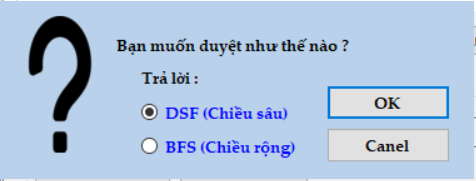 Bạn muốn duyệt như thế nào ?
Trả lời :
DSF (Chiều sâu)
OK
BFS (Chiều rộng)
Canel